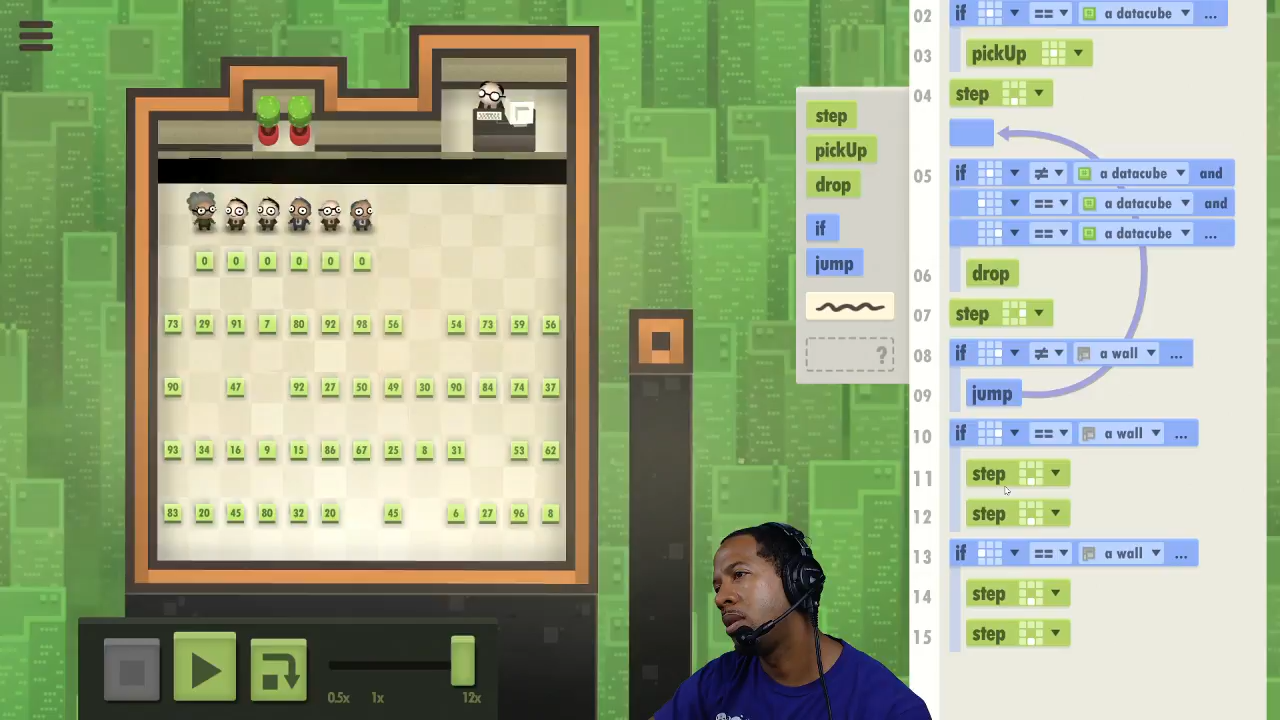 02 if == a datacube ...
03 pickUp
04 step
05 if ≠ a datacube and
== a datacube and
== a datacube ...
06 drop
07 step
08 if ≠ a wall ...
09 jump
10 if == a wall ...
11 step
12 step
13 if == a wall ...
14 step
15 step
step
pickUp
drop
if
jump
?
0 0 0 0 0 0
73 29 91 7 80 92 98 56 54 73 59 56
90 47 92 27 50 49 30 90 84 74 37
93 34 16 9 15 86 67 25 8 31 53 62
83 20 45 80 32 20 45 6 27 96 8
0.5x 1x 12x